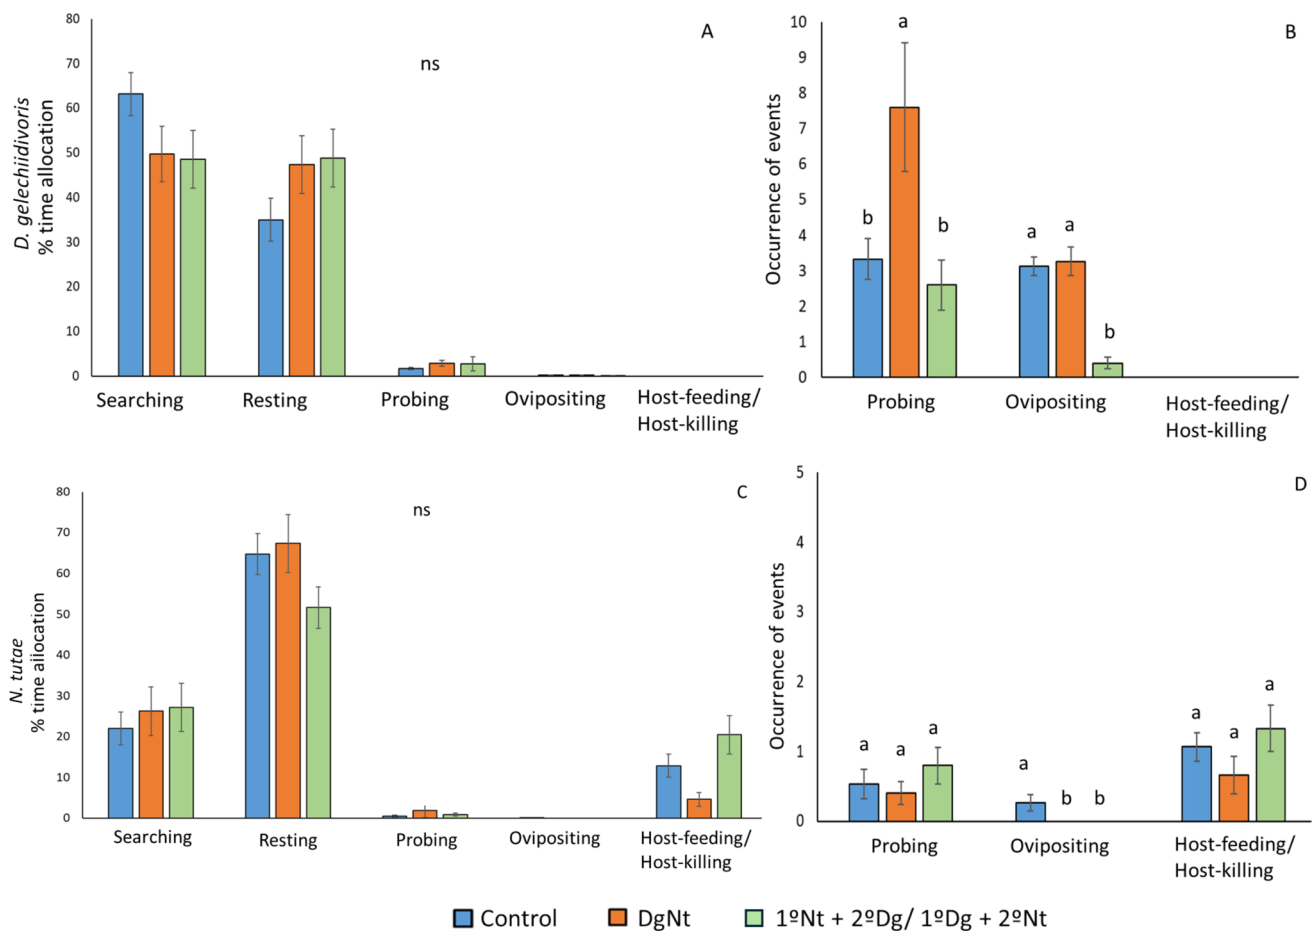 A
ns
D. gelechiidivoris
% time allocation
80
70
60
50
40
30
20
10
0
Searching
Resting
Probing
Ovipositing
Host-feeding/
Host-killing
B
Occurrence of events
10
9
8
7
6
5
4
3
2
1
0
b
a
b
a
a
b
Probing
Ovipositing
Host-feeding/
Host-killing
C
ns
N. tutae
% time allocation
80
70
60
50
40
30
20
10
0
Searching
Resting
Probing
Ovipositing
Host-feeding/
Host-killing
D
Occurrence of events
5
4
3
2
1
0
a
a
a
a
b
b
a
a
a
Probing
Ovipositing
Host-feeding/
Host-killing
Control
DgNt
1ºNt + 2ºDg/ 1ºDg + 2ºNt